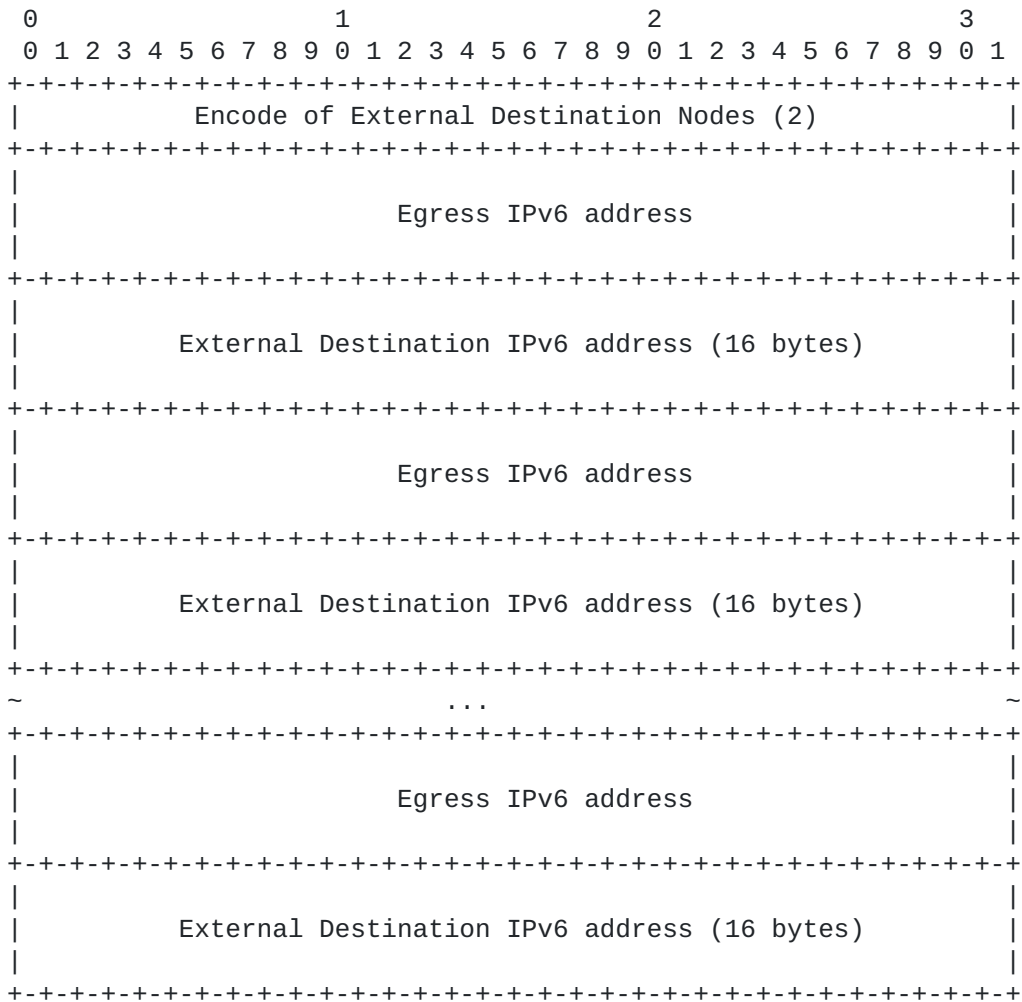 0                   1                   2                   3
 0 1 2 3 4 5 6 7 8 9 0 1 2 3 4 5 6 7 8 9 0 1 2 3 4 5 6 7 8 9 0 1
+-+-+-+-+-+-+-+-+-+-+-+-+-+-+-+-+-+-+-+-+-+-+-+-+-+-+-+-+-+-+-+-+
|           Encode of External Destination Nodes (2)            |
+-+-+-+-+-+-+-+-+-+-+-+-+-+-+-+-+-+-+-+-+-+-+-+-+-+-+-+-+-+-+-+-+
|                                                               |
|                        Egress IPv6 address                    |
|                                                               |
+-+-+-+-+-+-+-+-+-+-+-+-+-+-+-+-+-+-+-+-+-+-+-+-+-+-+-+-+-+-+-+-+
|                                                               |
|          External Destination IPv6 address (16 bytes)         |
|                                                               |
+-+-+-+-+-+-+-+-+-+-+-+-+-+-+-+-+-+-+-+-+-+-+-+-+-+-+-+-+-+-+-+-+
|                                                               |
|                        Egress IPv6 address                    |
|                                                               |
+-+-+-+-+-+-+-+-+-+-+-+-+-+-+-+-+-+-+-+-+-+-+-+-+-+-+-+-+-+-+-+-+
|                                                               |
|          External Destination IPv6 address (16 bytes)         |
|                                                               |
+-+-+-+-+-+-+-+-+-+-+-+-+-+-+-+-+-+-+-+-+-+-+-+-+-+-+-+-+-+-+-+-+
~                           ...                                 ~
+-+-+-+-+-+-+-+-+-+-+-+-+-+-+-+-+-+-+-+-+-+-+-+-+-+-+-+-+-+-+-+-+
|                                                               |
|                        Egress IPv6 address                    |
|                                                               |
+-+-+-+-+-+-+-+-+-+-+-+-+-+-+-+-+-+-+-+-+-+-+-+-+-+-+-+-+-+-+-+-+
|                                                               |
|          External Destination IPv6 address (16 bytes)         |
|                                                               |
+-+-+-+-+-+-+-+-+-+-+-+-+-+-+-+-+-+-+-+-+-+-+-+-+-+-+-+-+-+-+-+-+